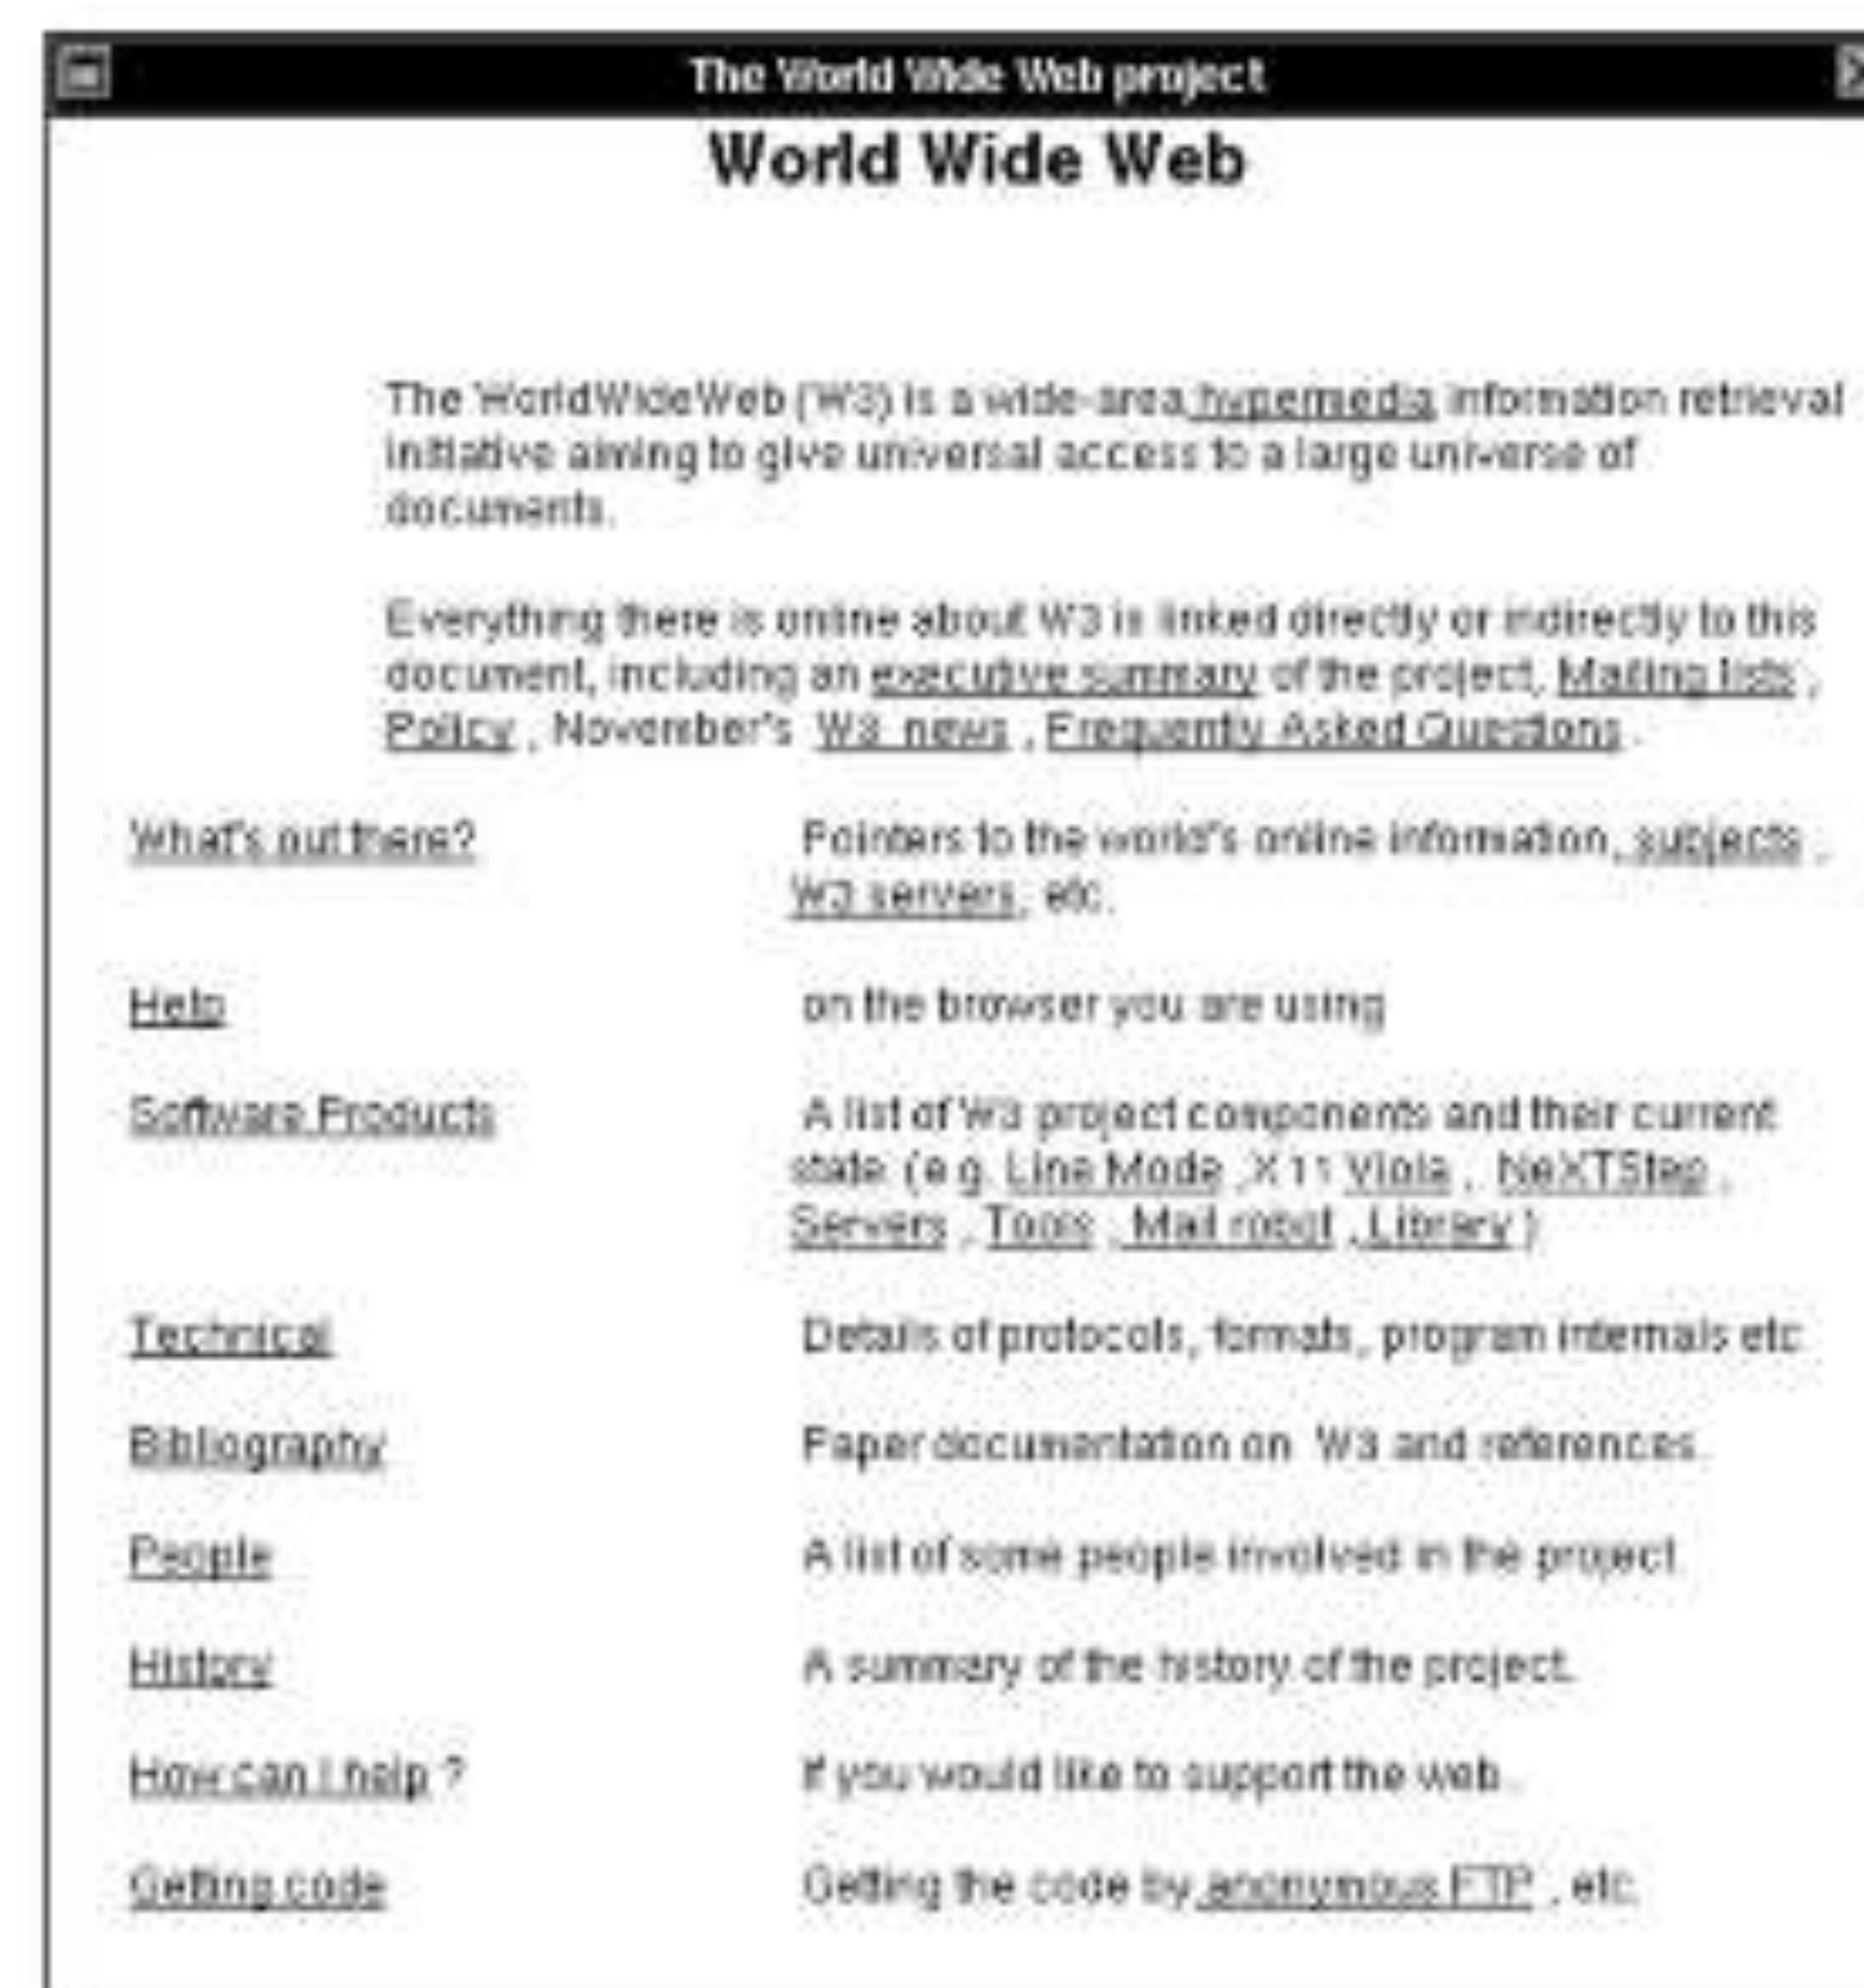 The World Wide Web project
World Wide Web
The WorldWideWeb (W3) is a wide-area hypermedia information retrieval
initiative aiming to give universal access to a large universe of
documents.
Everything there is online about W3 is linked directly or indirectly to this
document, including an executive summary of the project, Mailing lists ,
Policy , November's W3 news , Frequently Asked Questions .
What's out there? Pointers to the world's online information, subjects ,
W3 servers, etc.
Help on the browser you are using
Software Products A list of W3 project components and their current
state. (e.g. Line Mode ,X11 Viola , NeXTStep ,
Servers , Tools , Mail robot , Library )
Technical Details of protocols, formats, program internals etc
Bibliography Paper documentation on W3 and references.
People A list of some people involved in the project.
History A summary of the history of the project.
How can I help ? If you would like to support the web..
Getting code Getting the code by anonymous FTP , etc.